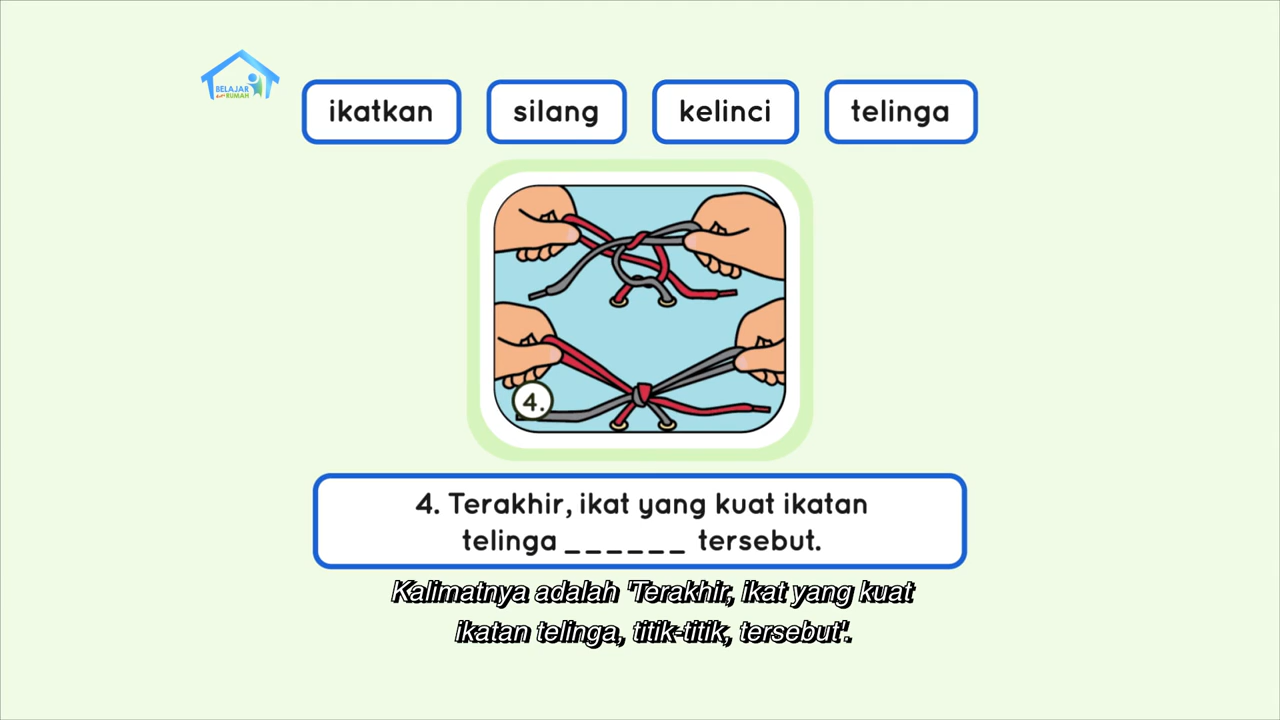 BELAJAR
dari RUMAH
ikatkan silang kelinci telinga
4.
4. Terakhir, ikat yang kuat ikatan
telinga ______ tersebut.
Kalimatnya adalah 'Terakhir, ikat yang kuat
ikatan telinga, titik-titik, tersebut'.